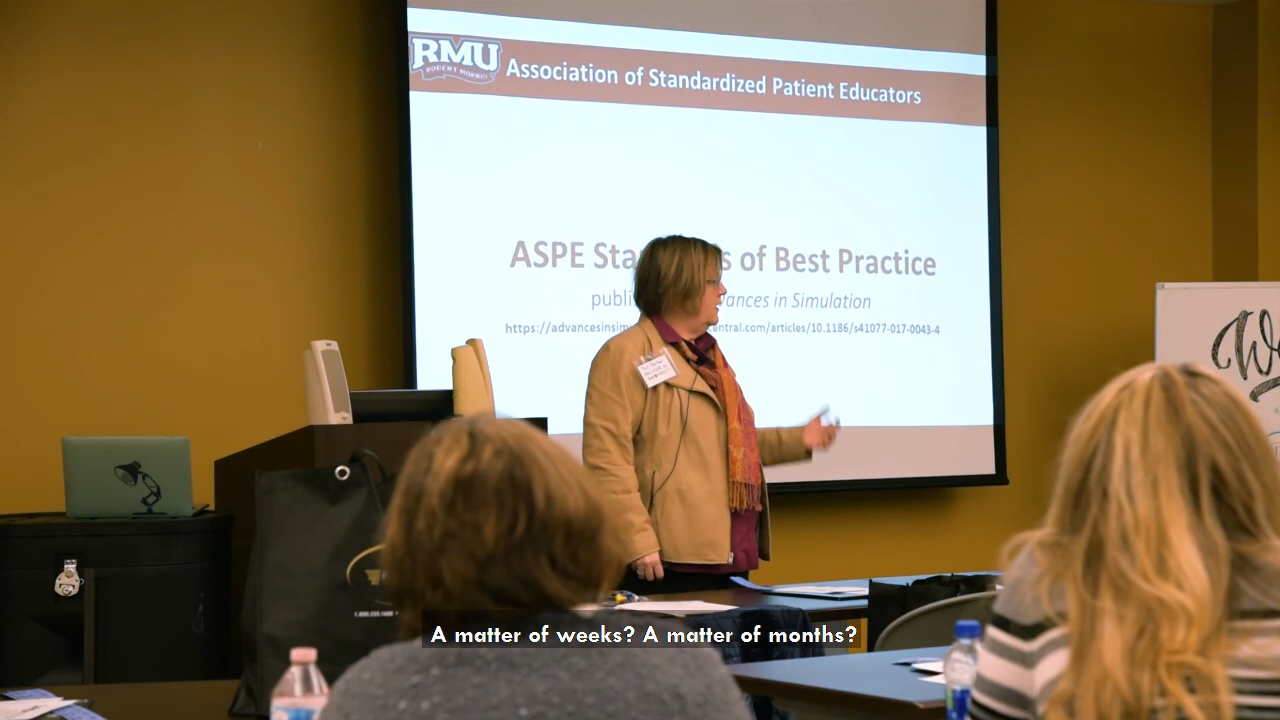 RMU
ROBERT MORRIS
Association of Standardized Patient Educators
ASPE Sta s of Best Practice
publi ances in Simulation
https://advancesinsim entral.com/articles/10.1186/s41077-017-0043-4
A matter of weeks? A matter of months?